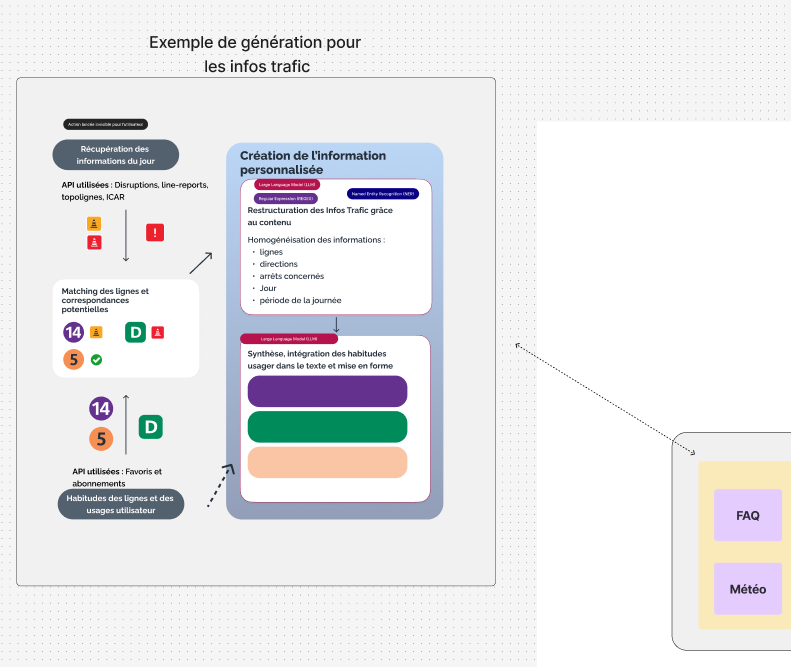 Exemple de génération pour
les infos trafic
Action lancée invisible pour l'utilisateur
Récupération des
informations du jour
API utilisées : Disruptions, line-reports,
topolignes, ICAR
!
Matching des lignes et
correspondances
potentielles
14
D
5
14
5
D
API utilisées : Favoris et
abonnements
Habitudes des lignes et des
usages utilisateur
Création de l'information
personnalisée
Large Language Model (LLM)
Regular Expression (REGEX)
Named Entity Recognition (NER)
Restructuration des Infos Trafic grâce
au contenu
Homogénéisation des informations :
• lignes
• directions
• arrêts concernés
• Jour
• période de la journée
Large Language Model (LLM)
Synthèse, intégration des habitudes
usager dans le texte et mise en forme
FAQ
Météo